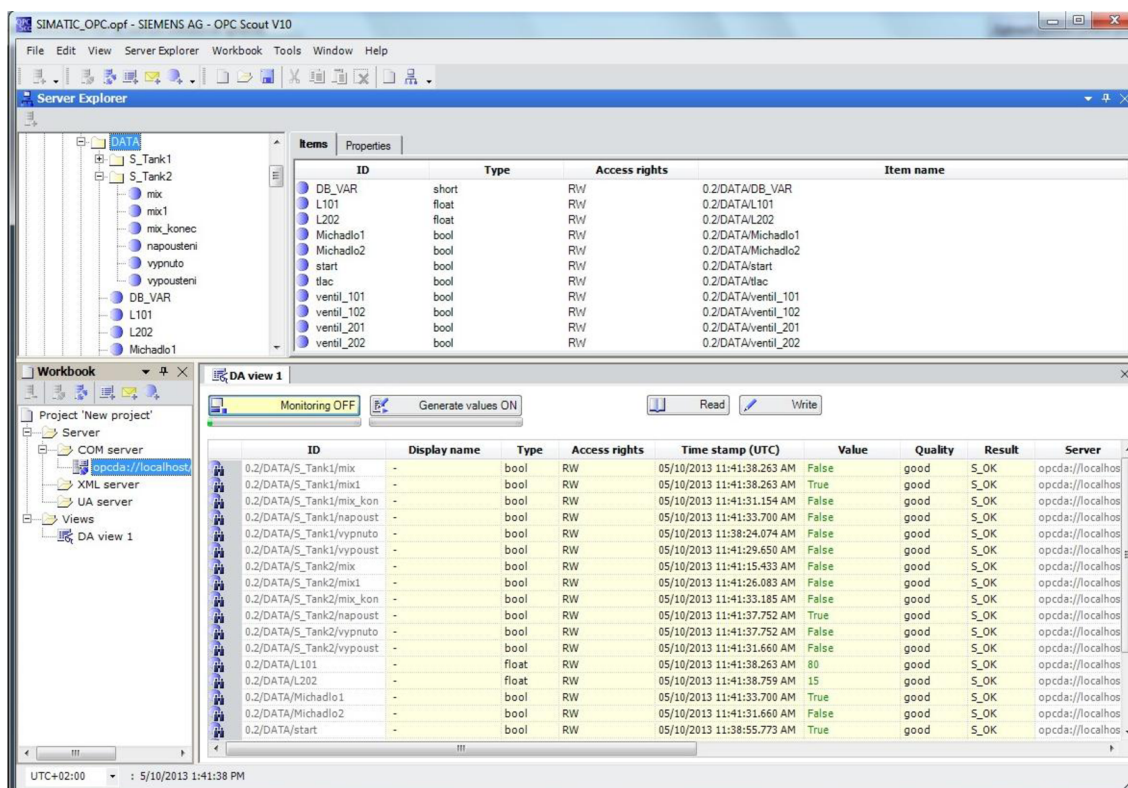 SIMATIC_OPC.opf - SIEMENS AG - OPC Scout V10
File Edit View Server Explorer Workbook Tools Window Help
Server Explorer
DATA
S_Tank1
S_Tank2
mix
mix1
mix_konec
napousteni
vypnuto
vypousteni
DB_VAR
L101
L202
Michadlo1
Items Properties
ID Type Access rights Item name
DB_VAR short RW 0.2/DATA/DB_VAR
L101 float RW 0.2/DATA/L101
L202 float RW 0.2/DATA/L202
Michadlo1 bool RW 0.2/DATA/Michadlo1
Michadlo2 bool RW 0.2/DATA/Michadlo2
start bool RW 0.2/DATA/start
tlac bool RW 0.2/DATA/tlac
ventil_101 bool RW 0.2/DATA/ventil_101
ventil_102 bool RW 0.2/DATA/ventil_102
ventil_201 bool RW 0.2/DATA/ventil_201
ventil_202 bool RW 0.2/DATA/ventil_202
Workbook
Project 'New project'
Server
COM server
opcda://localhost/
XML server
UA server
Views
DA view 1
DA view 1
Monitoring OFF Generate values ON Read Write
ID Display name Type Access rights Time stamp (UTC) Value Quality Result Server
0.2/DATA/S_Tank1/mix - bool RW 05/10/2013 11:41:38.263 AM False good S_OK opcda://localhos
0.2/DATA/S_Tank1/mix1 - bool RW 05/10/2013 11:41:38.263 AM True good S_OK opcda://localhos
0.2/DATA/S_Tank1/mix_kon - bool RW 05/10/2013 11:41:31.154 AM False good S_OK opcda://localhos
0.2/DATA/S_Tank1/napoust - bool RW 05/10/2013 11:41:33.700 AM False good S_OK opcda://localhos
0.2/DATA/S_Tank1/vypnuto - bool RW 05/10/2013 11:38:24.074 AM False good S_OK opcda://localhos
0.2/DATA/S_Tank1/vypoust - bool RW 05/10/2013 11:41:29.650 AM False good S_OK opcda://localhos
0.2/DATA/S_Tank2/mix - bool RW 05/10/2013 11:41:15.433 AM False good S_OK opcda://localhos
0.2/DATA/S_Tank2/mix1 - bool RW 05/10/2013 11:41:26.083 AM False good S_OK opcda://localhos
0.2/DATA/S_Tank2/mix_kon - bool RW 05/10/2013 11:41:33.185 AM False good S_OK opcda://localhos
0.2/DATA/S_Tank2/napoust - bool RW 05/10/2013 11:41:37.752 AM True good S_OK opcda://localhos
0.2/DATA/S_Tank2/vypnuto - bool RW 05/10/2013 11:41:37.752 AM False good S_OK opcda://localhos
0.2/DATA/S_Tank2/vypoust - bool RW 05/10/2013 11:41:31.660 AM False good S_OK opcda://localhos
0.2/DATA/L101 - float RW 05/10/2013 11:41:38.263 AM 80 good S_OK opcda://localhos
0.2/DATA/L202 - float RW 05/10/2013 11:41:38.759 AM 15 good S_OK opcda://localhos
0.2/DATA/Michadlo1 - bool RW 05/10/2013 11:41:33.700 AM True good S_OK opcda://localhos
0.2/DATA/Michadlo2 - bool RW 05/10/2013 11:41:31.660 AM False good S_OK opcda://localhos
0.2/DATA/start - bool RW 05/10/2013 11:38:55.773 AM True good S_OK opcda://localhos
UTC+02:00 : 5/10/2013 1:41:38 PM